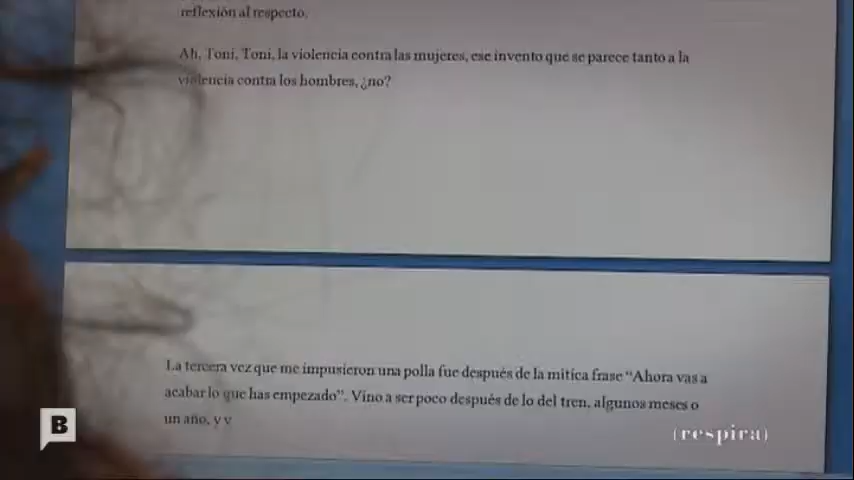 reflexión al respecto.
Ah, Toni, Toni, la violencia contra las mujeres, ese invento que se parece tanto a la
violencia contra los hombres, ¿no?
La tercera vez que me impusieron una polla fue después de la mítica frase “Ahora vas a
acabar lo que has empezado”. Vino a ser poco después de lo del tren, algunos meses o
un año, y v
B
(respira)